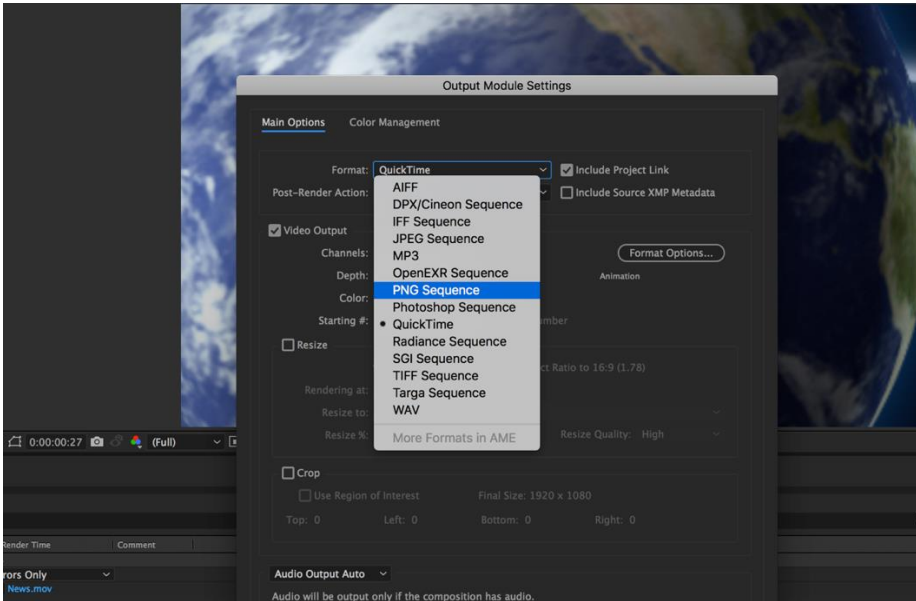 Output Module Settings
Main Options Color Management
Format: QuickTime Include Project Link
Post-Render Action: Include Source XMP Metadata
AIFF
DPX/Cineon Sequence
IFF Sequence
Video Output
JPEG Sequence
Channels: MP3 Format Options...
Depth: OpenEXR Sequence Animation
PNG Sequence
Color:
Photoshop Sequence
Starting #: QuickTime
Radiance Sequence
Resize
SGI Sequence
ct Ratio to 16:9 (1.78)
TIFF Sequence
Rendering at: Targa Sequence
Resize to: WAV
Resize %: More Formats in AME Resize Quality: High
0:00:00:27 (Full)
Crop
Use Region of Interest Final Size: 1920 x 1080
Top: 0 Left: 0 Bottom: 0 Right: 0
Render Time Comment
rors Only Audio Output Auto
News.mov
Audio will be output only if the composition has audio.